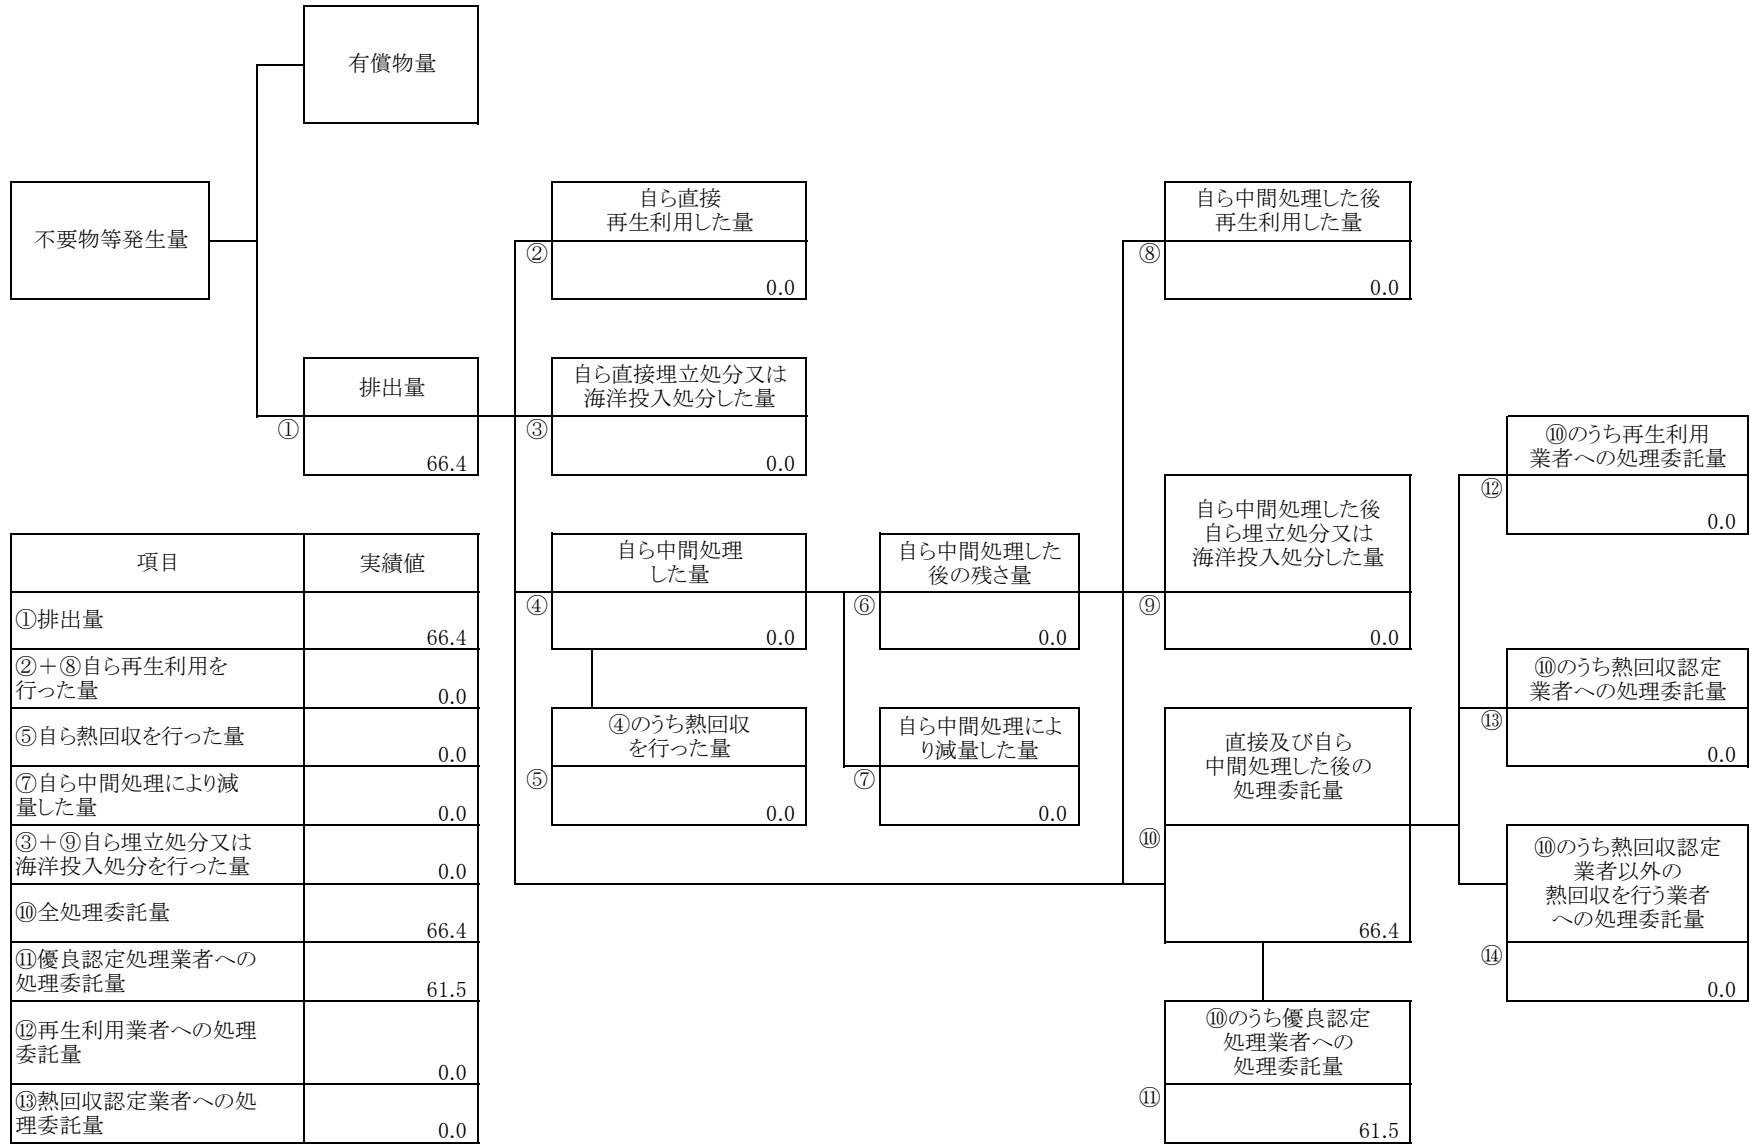 有償物量
不要物等発生量
自ら直接
再生利用した量
②
0.0
自ら中間処理した後
再生利用した量
⑧
0.0
排出量
①
66.4
自ら直接埋立処分又は
海洋投入処分した量
③
0.0
⑩のうち再生利用
業者への処理委託量
⑫
0.0
自ら中間処理
した量
④
0.0
自ら中間処理した
後の残さ量
⑥
0.0
自ら中間処理した後
自ら埋立処分又は
海洋投入処分した量
⑨
0.0
⑩のうち熱回収認定
業者への処理委託量
⑬
0.0
④のうち熱回収
を行った量
⑤
0.0
自ら中間処理によ
り減量した量
⑦
0.0
直接及び自ら
中間処理した後の
処理委託量
⑩
66.4
⑩のうち熱回収認定
業者以外の
熱回収を行う業者
への処理委託量
⑭
0.0
⑩のうち優良認定
処理業者への
処理委託量
⑪
61.5
項目 実績値
①排出量
66.4
②＋⑧自ら再生利用を
行った量
0.0
⑤自ら熱回収を行った量
0.0
⑦自ら中間処理により減
量した量
0.0
③＋⑨自ら埋立処分又は
海洋投入処分を行った量
0.0
⑩全処理委託量
66.4
⑪優良認定処理業者への
処理委託量
61.5
⑫再生利用業者への処理
委託量
0.0
⑬熱回収認定業者への処
理委託量
0.0